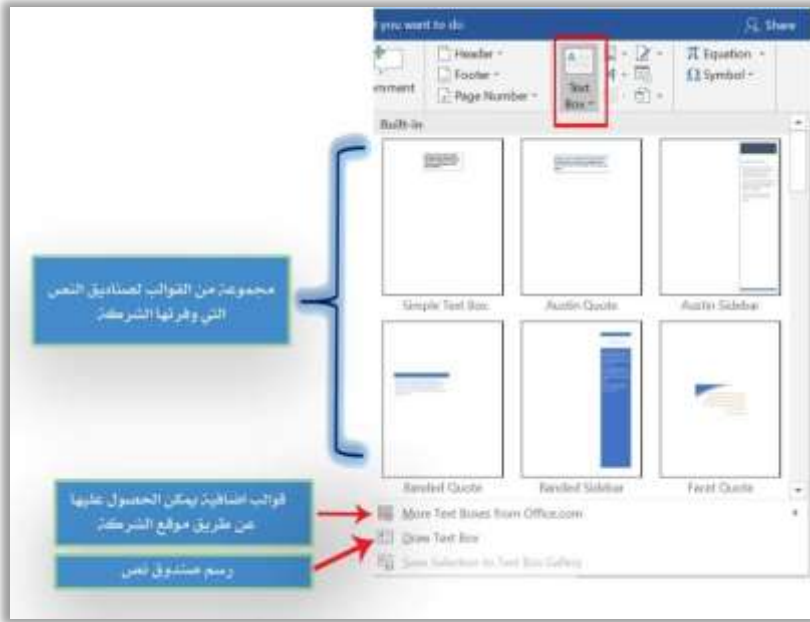 you want to do
Share
Header
Footer
Page Number
Text
Box
π Equation
Ω Symbol
Built-in
Simple Text Box
Austin Quote
Austin Sidebar
Banded Quote
Banded Sidebar
Facet Quote
More Text Boxes from Office.com
Draw Text Box
Save Selection to Text Box Gallery
مجموعة من القوالب لصناديق النص
التي وفرتها الشركة
قوالب اضافية يمكن الحصول عليها
عن طريق موقع الشركة
رسم صندوق نص